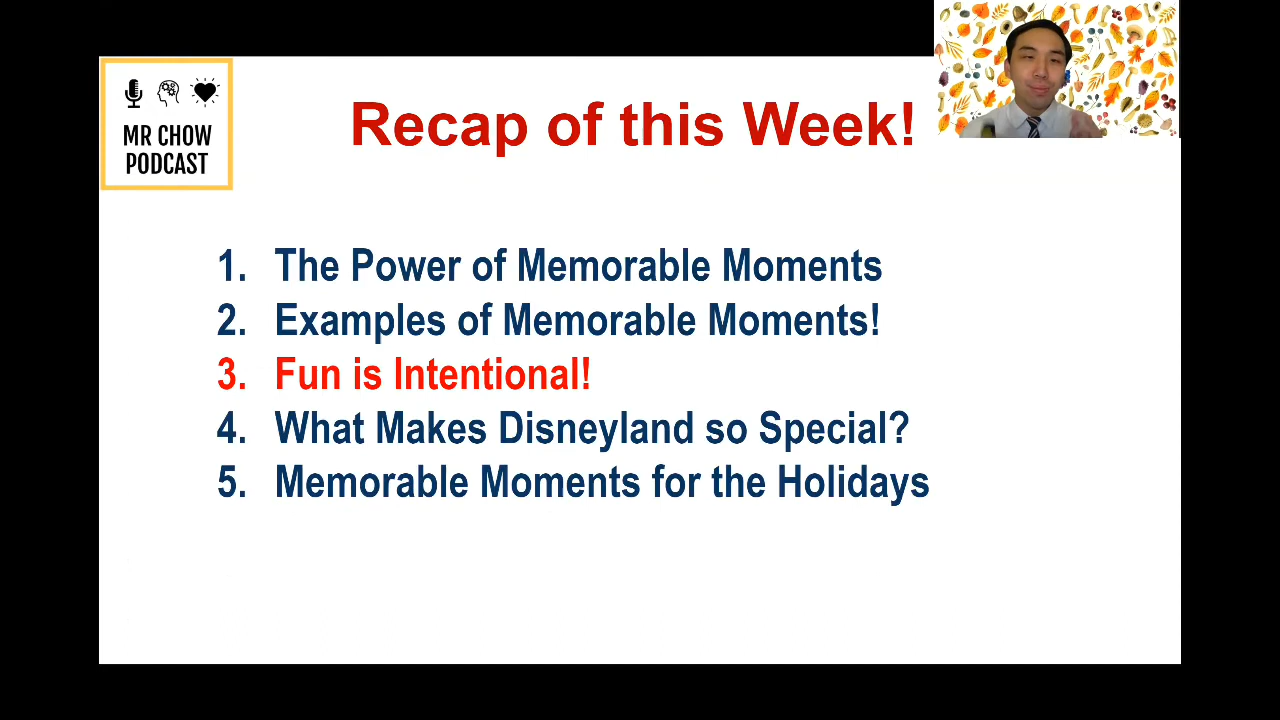 MR CHOW
PODCAST
Recap of this Week!
1. The Power of Memorable Moments
2. Examples of Memorable Moments!
3. Fun is Intentional!
4. What Makes Disneyland so Special?
5. Memorable Moments for the Holidays